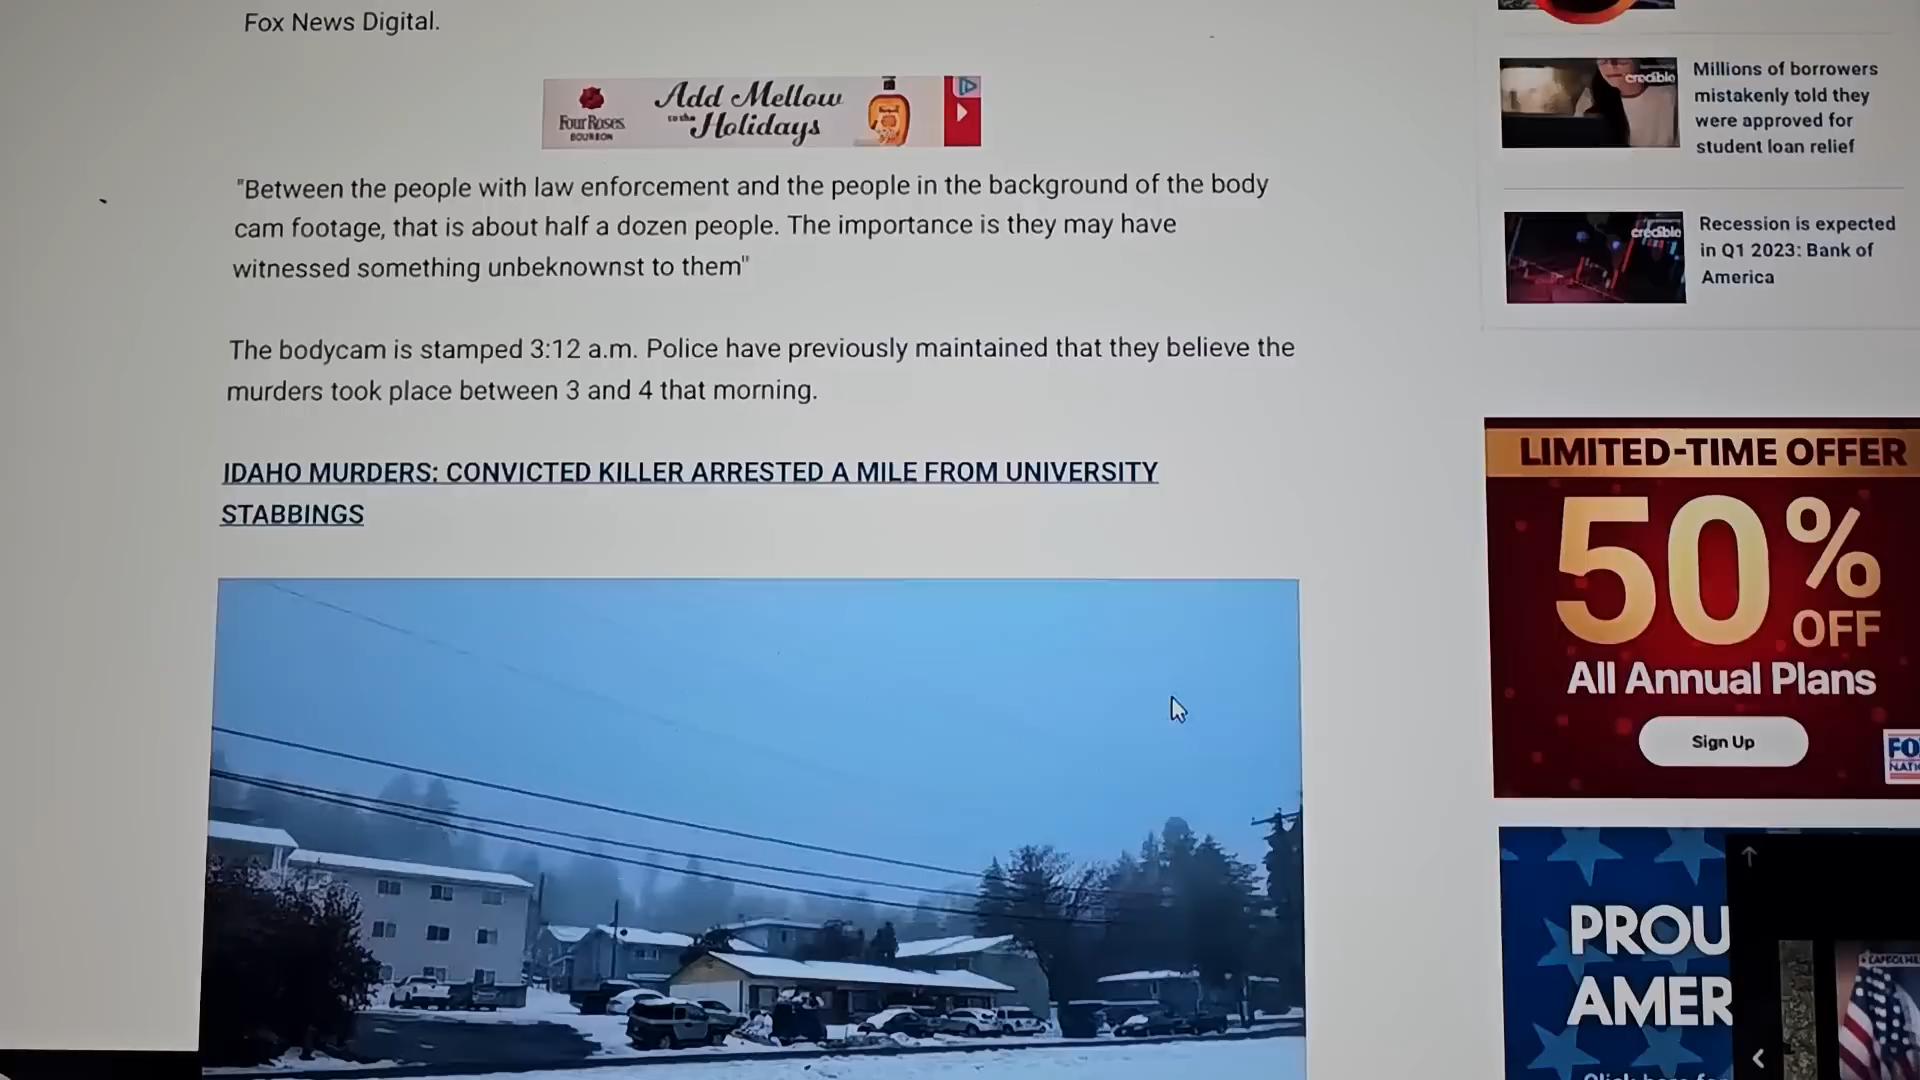 Fox News Digital.
Four Roses
BOURBON
Add Mellow
to the Holidays
"Between the people with law enforcement and the people in the background of the body
cam footage, that is about half a dozen people. The importance is they may have
witnessed something unbeknownst to them"
The bodycam is stamped 3:12 a.m. Police have previously maintained that they believe the
murders took place between 3 and 4 that morning.
IDAHO MURDERS: CONVICTED KILLER ARRESTED A MILE FROM UNIVERSITY
STABBINGS
credible
Millions of borrowers
mistakenly told they
were approved for
student loan relief
credible
Recession is expected
in Q1 2023: Bank of
America
LIMITED-TIME OFFER
50%
OFF
All Annual Plans
Sign Up
FO
NATI
PROU
AMER